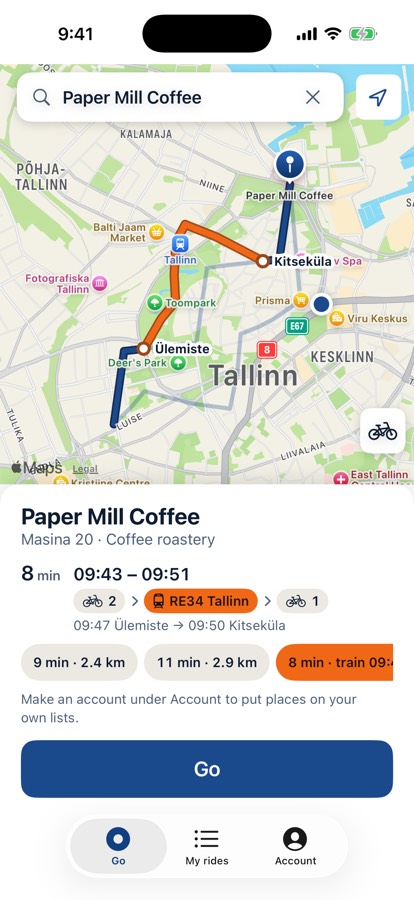 9:41
Paper Mill Coffee
KALAMAJA
PÕHJA-
TALLINN
NIINE
Paper Mill Coffee
Balti Jaam
Market
Tallinn
Kitseküla
v Spa
Fotografiska
Tallinn
Toompark
Prisma
E67
Viru Keskus
Ülemiste
8
Deer's Park
KESKLINN
Tallinn
TULIKA
LUISE
LIIVALAIA
Maps
Legal
Kristiine Centre
East Tallinn
Paper Mill Coffee
Masina 20 · Coffee roastery
8 min 09:43 – 09:51
2 > RE34 Tallinn > 1
09:47 Ülemiste → 09:50 Kitseküla
9 min · 2.4 km 11 min · 2.9 km 8 min · train 09:4
Make an account under Account to put places on your
own lists.
Go
Go My rides Account